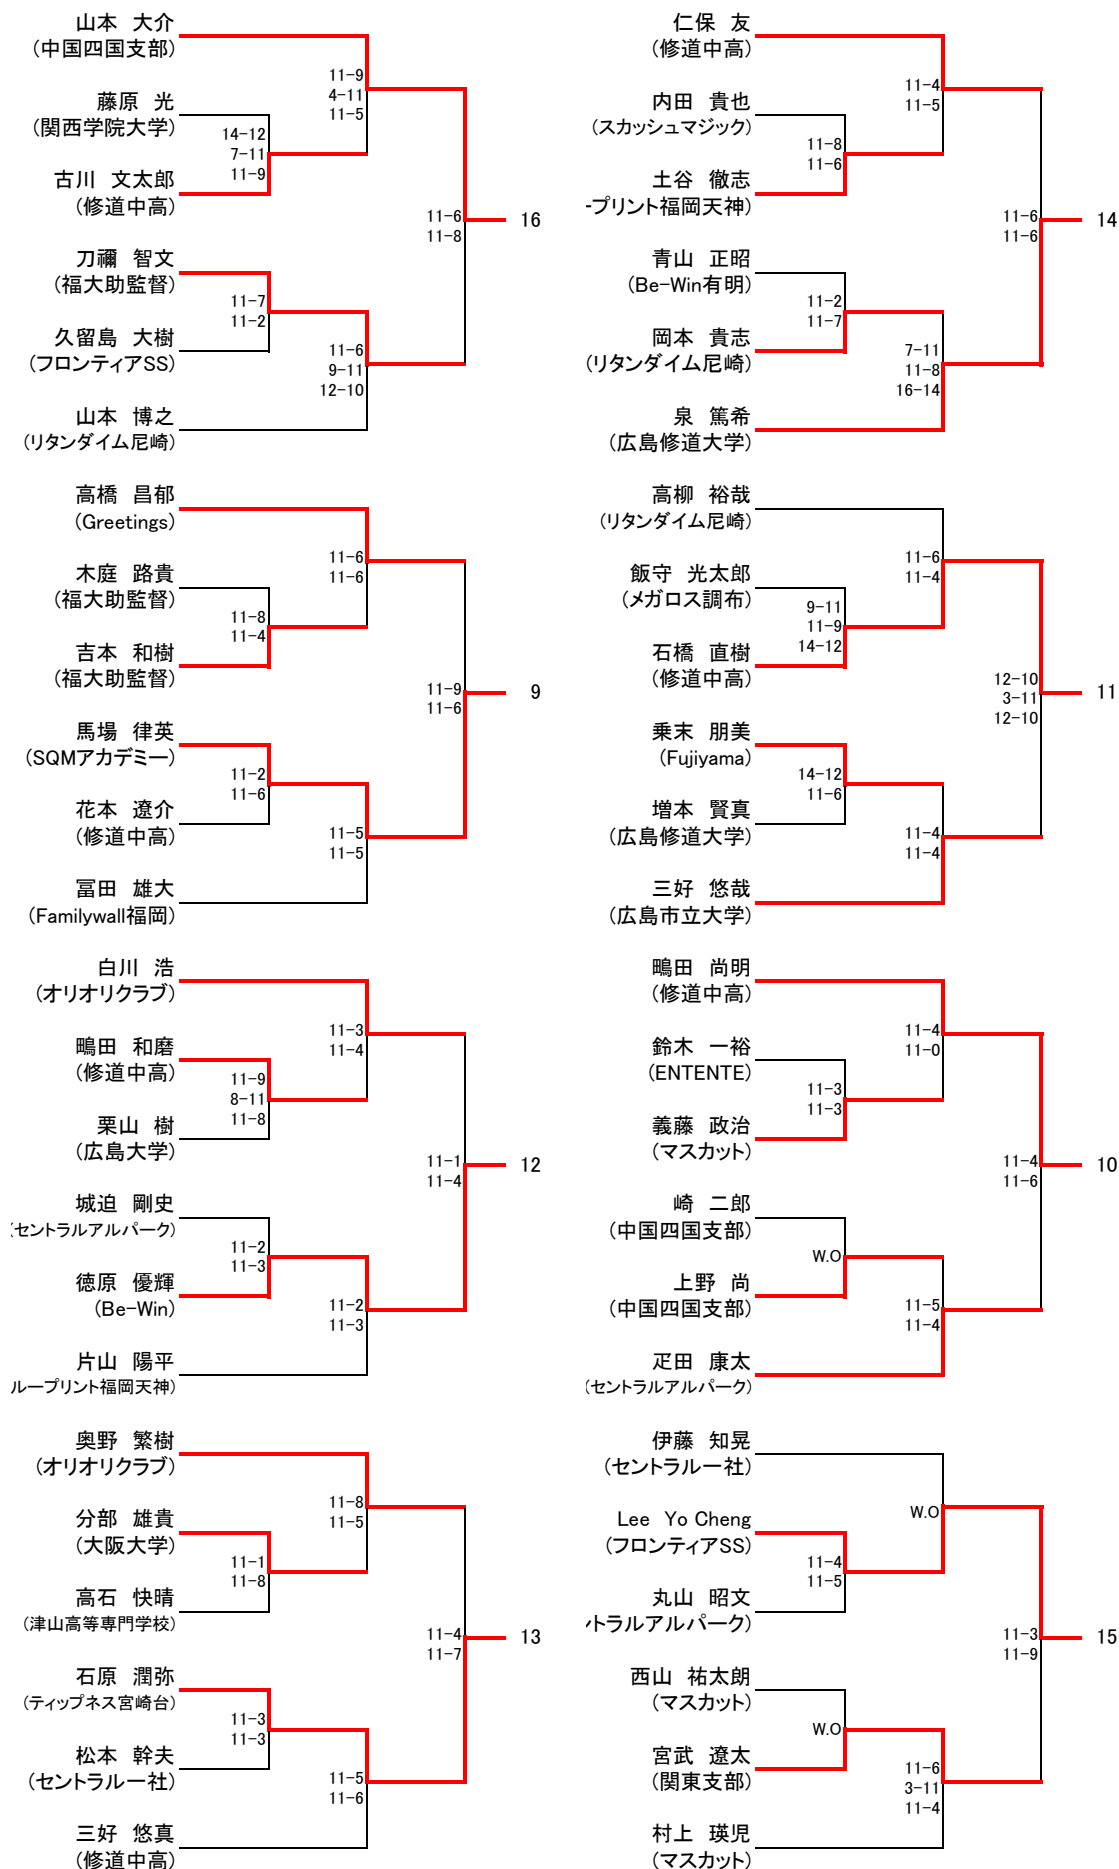 山本 大介
(中国四国支部)
11-9
4-11
11-5
藤原 光
(関西学院大学)
14-12
7-11
11-9
古川 文太郎
(修道中高)
11-6
11-8
16
刀禰 智文
(福大助監督)
11-7
11-2
久留島 大樹
(フロンティアSS)
11-6
9-11
12-10
山本 博之
(リタンダイム尼崎)
高橋 昌郁
(Greetings)
11-6
11-6
木庭 路貴
(福大助監督)
11-8
11-4
吉本 和樹
(福大助監督)
11-9
11-6
9
馬場 律英
(SQMアカデミー)
11-2
11-6
花本 遼介
(修道中高)
11-5
11-5
冨田 雄大
(Familywall福岡)
白川 浩
(オリオリクラブ)
11-3
11-4
鴫田 和磨
(修道中高)
11-9
8-11
11-8
栗山 樹
(広島大学)
11-1
11-4
12
城迫 剛史
(セントラルアルパーク)
11-2
11-3
徳原 優輝
(Be-Win)
11-2
11-3
片山 陽平
ループリント福岡天神)
奥野 繁樹
(オリオリクラブ)
11-8
11-5
分部 雄貴
(大阪大学)
11-1
11-8
高石 快晴
(津山高等専門学校)
11-4
11-7
13
石原 潤弥
(ティップネス宮崎台)
11-3
11-3
松本 幹夫
(セントラル一社)
11-5
11-6
三好 悠真
(修道中高)
仁保 友
(修道中高)
11-4
11-5
内田 貴也
(スカッシュマジック)
11-8
11-6
土谷 徹志
-プリント福岡天神)
11-6
11-6
14
青山 正昭
(Be-Win有明)
11-2
11-7
岡本 貴志
(リタンダイム尼崎)
7-11
11-8
16-14
泉 篤希
(広島修道大学)
高柳 裕哉
(リタンダイム尼崎)
11-6
11-4
飯守 光太郎
(メガロス調布)
9-11
11-9
14-12
石橋 直樹
(修道中高)
12-10
3-11
12-10
11
乗末 朋美
(Fujiyama)
14-12
11-6
増本 賢真
(広島修道大学)
11-4
11-4
三好 悠哉
(広島市立大学)
鴫田 尚明
(修道中高)
11-4
11-0
鈴木 一裕
(ENTENTE)
11-3
11-3
義藤 政治
(マスカット)
11-4
11-6
10
崎 二郎
(中国四国支部)
W.O
上野 尚
(中国四国支部)
11-5
11-4
疋田 康太
(セントラルアルパーク)
伊藤 知晃
(セントラル一社)
W.O
Lee Yo Cheng
(フロンティアSS)
11-4
11-5
丸山 昭文
ントラルアルパーク)
11-3
11-9
15
西山 祐太朗
(マスカット)
W.O
宮武 遼太
(関東支部)
11-6
3-11
11-4
村上 瑛児
(マスカット)